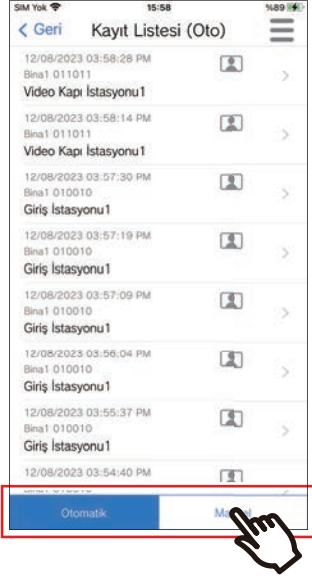 SIM Yok 15:58 %89
Geri Kayıt Listesi (Oto)
12/08/2023 03:58:28 PM
Bina1 011011
Video Kapı İstasyonu1
12/08/2023 03:58:14 PM
Bina1 011011
Video Kapı İstasyonu1
12/08/2023 03:57:30 PM
Bina1 010010
Giriş İstasyonu1
12/08/2023 03:57:19 PM
Bina1 010010
Giriş İstasyonu1
12/08/2023 03:57:09 PM
Bina1 010010
Giriş İstasyonu1
12/08/2023 03:56:04 PM
Bina1 010010
Giriş İstasyonu1
12/08/2023 03:55:37 PM
Bina1 010010
Giriş İstasyonu1
12/08/2023 03:54:40 PM
Otomatik